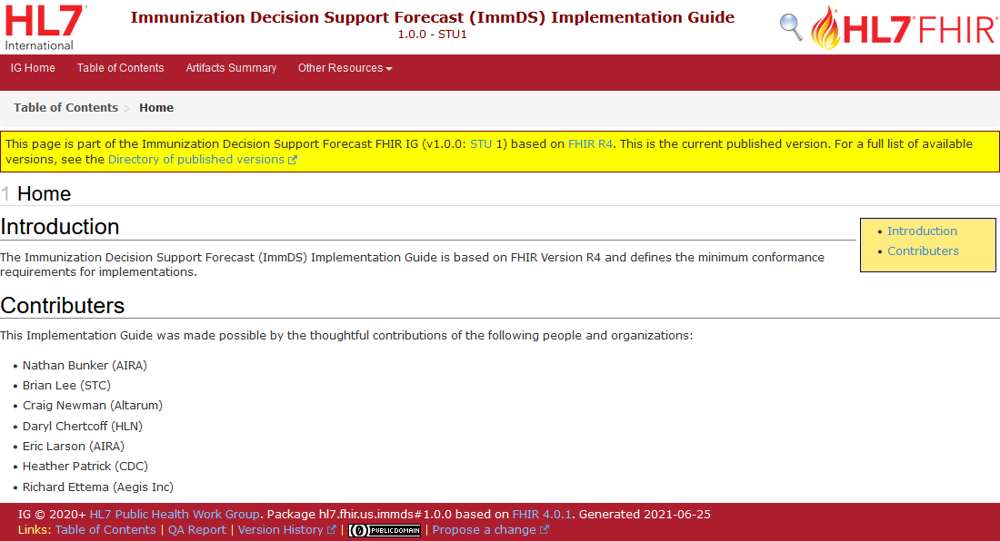 HL7®
International
Immunization Decision Support Forecast (ImmDS) Implementation Guide
1.0.0 - STU1
HL7® FHIR®
IG Home Table of Contents Artifacts Summary Other Resources
Table of Contents > Home
This page is part of the Immunization Decision Support Forecast FHIR IG (v1.0.0: STU 1) based on FHIR R4. This is the current published version. For a full list of available
versions, see the Directory of published versions
1 Home
Introduction
The Immunization Decision Support Forecast (ImmDS) Implementation Guide is based on FHIR Version R4 and defines the minimum conformance
requirements for implementations.
• Introduction
• Contributers
Contributers
This Implementation Guide was made possible by the thoughtful contributions of the following people and organizations:
• Nathan Bunker (AIRA)
• Brian Lee (STC)
• Craig Newman (Altarum)
• Daryl Chertcoff (HLN)
• Eric Larson (AIRA)
• Heather Patrick (CDC)
• Richard Ettema (Aegis Inc)
IG © 2020+ HL7 Public Health Work Group. Package hl7.fhir.us.immds#1.0.0 based on FHIR 4.0.1. Generated 2021-06-25
Links: Table of Contents | QA Report | Version History | PUBLIC DOMAIN | Propose a change